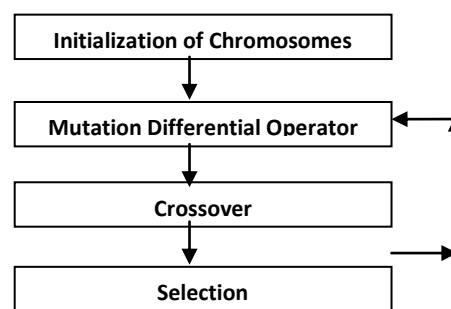 Initialization of Chromosomes
Mutation Differential Operator
Crossover
Selection